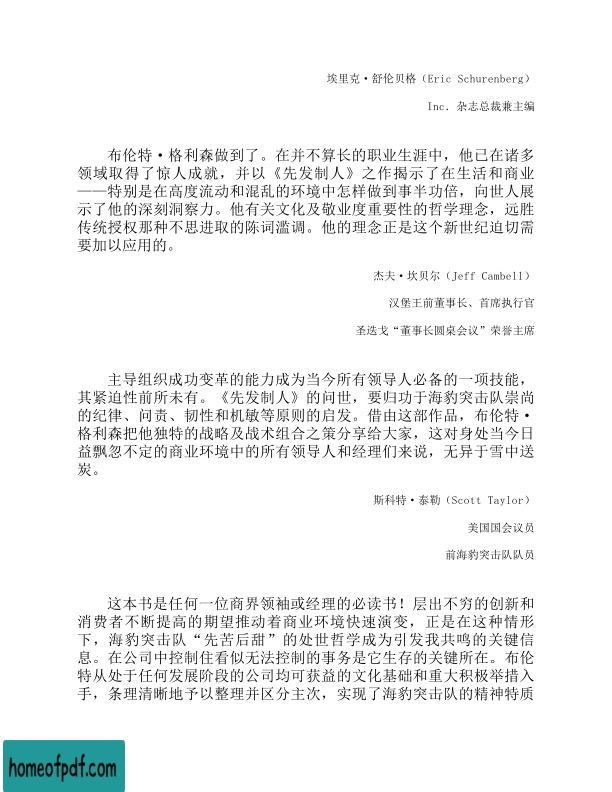 埃里克·舒伦贝格（Eric Schurenberg）
Inc. 杂志总裁兼主编
布伦特·格利森做到了。在并不算长的职业生涯中，他已在诸多
领域取得了惊人成就，并以《先发制人》之作揭示了在生活和商业
——特别是在高度流动和混乱的环境中怎样做到事半功倍，向世人展
示了他的深刻洞察力。他有关文化及敬业度重要性的哲学理念，远胜
传统授权那种不思进取的陈词滥调。他的理念正是这个新世纪迫切需
要加以应用的。
杰夫·坎贝尔（Jeff Cambell）
汉堡王前董事长、首席执行官
圣迭戈“董事长圆桌会议”荣誉主席
主导组织成功变革的能力成为当今所有领导人必备的一项技能，
其紧迫性前所未有。《先发制人》的问世，要归功于海豹突击队崇尚
的纪律、问责、韧性和机敏等原则的启发。借由这部作品，布伦特·
格利森把他独特的战略及战术组合之策分享给大家，这对身处当今日
益飘忽不定的商业环境中的所有领导人和经理们来说，无异于雪中送
炭。
斯科特·泰勒（Scott Taylor）
美国国会议员
前海豹突击队队员
这本书是任何一位商界领袖或经理的必读书！层出不穷的创新和
消费者不断提高的期望推动着商业环境快速演变，正是在这种情形
下，海豹突击队“先苦后甜”的处世哲学成为引发我共鸣的关键信
息。在公司中控制住看似无法控制的事务是它生存的关键所在。布伦
特从处于任何发展阶段的公司均可获益的文化基础和重大积极举措入
手，条理清晰地予以整理并区分主次，实现了海豹突击队的精神特质
homeofpdf.com